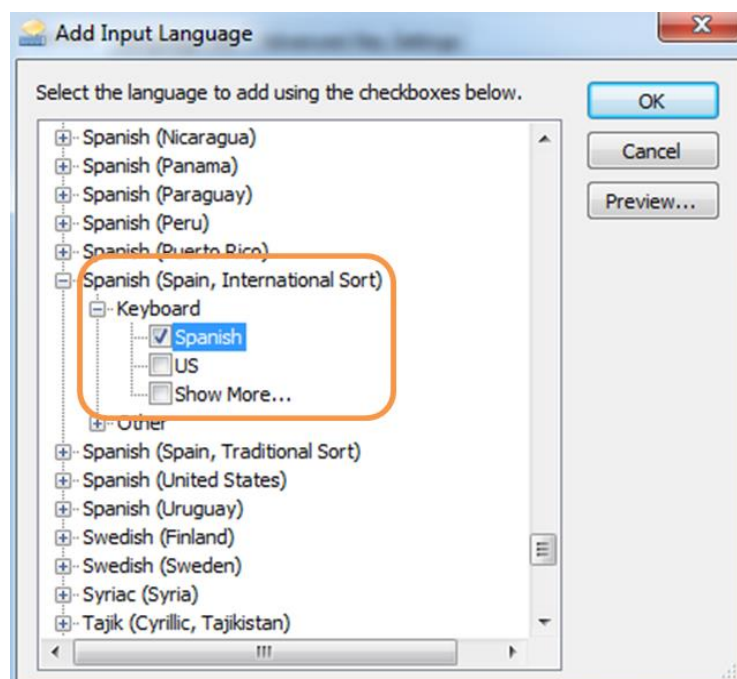 Add Input Language
Select the language to add using the checkboxes below.
OK
Cancel
Preview...
Spanish (Nicaragua)
Spanish (Panama)
Spanish (Paraguay)
Spanish (Peru)
Spanish (Puerto Rico)
Spanish (Spain, International Sort)
Keyboard
Spanish
US
Show More...
Other
Spanish (Spain, Traditional Sort)
Spanish (United States)
Spanish (Uruguay)
Swedish (Finland)
Swedish (Sweden)
Syriac (Syria)
Tajik (Cyrillic, Tajikistan)